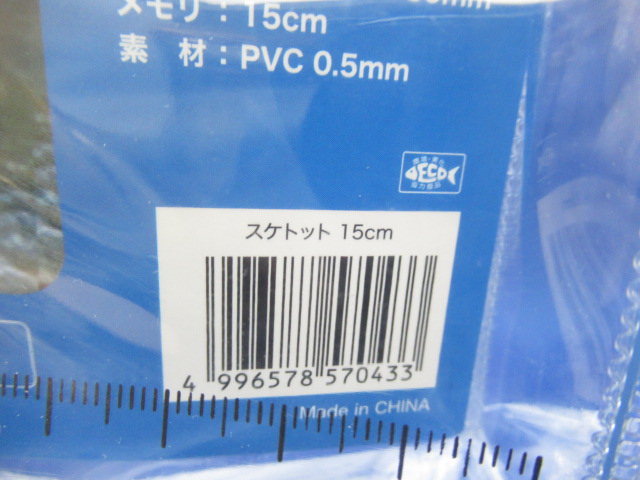 メモリ：15cm
素 材：PVC 0.5mm
ECO
スケトット 15cm
4 996578 570433
Made in CHINA